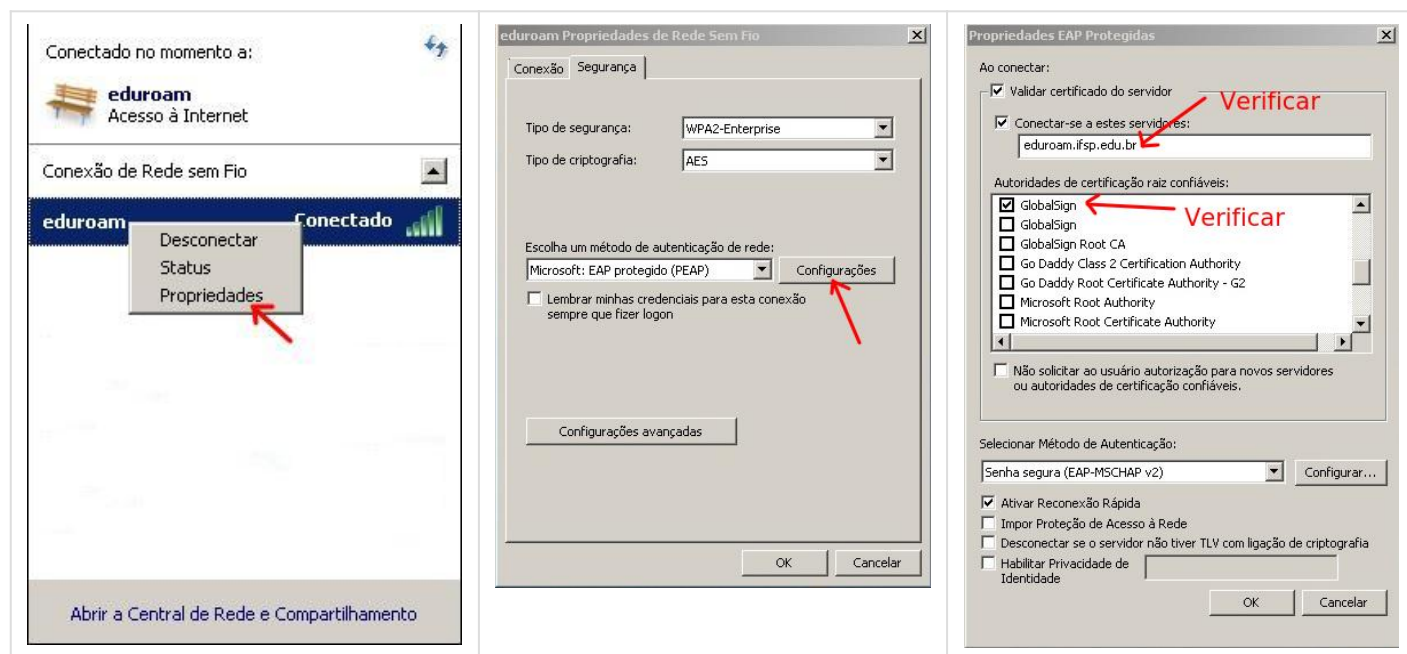 Conectado no momento a:
eduroam
Acesso à Internet
Conexão de Rede sem Fio
eduroam Conectado
Desconectar
Status
Propriedades
Abrir a Central de Rede e Compartilhamento
eduroam Propriedades de Rede Sem Fio
Conexão Segurança
Tipo de segurança: WPA2-Enterprise
Tipo de criptografia: AES
Escolha um método de autenticação de rede:
Microsoft: EAP protegido (PEAP) Configurações
Lembrar minhas credenciais para esta conexão
sempre que fizer logon
Configurações avançadas
OK Cancelar
Propriedades EAP Protegidas
Ao conectar:
Validar certificado do servidor
Verificar
Conectar-se a estes servidores:
eduroam.ifsp.edu.br
Autoridades de certificação raiz confiáveis:
GlobalSign
Verificar
GlobalSign
GlobalSign Root CA
Go Daddy Class 2 Certification Authority
Go Daddy Root Certificate Authority - G2
Microsoft Root Authority
Microsoft Root Certificate Authority
Não solicitar ao usuário autorização para novos servidores
ou autoridades de certificação confiáveis.
Selecionar Método de Autenticação:
Senha segura (EAP-MSCHAP v2) Configurar...
Ativar Reconexão Rápida
Impor Proteção de Acesso à Rede
Desconectar se o servidor não tiver TLV com ligação de criptografia
Habilitar Privacidade de
Identidade
OK Cancelar